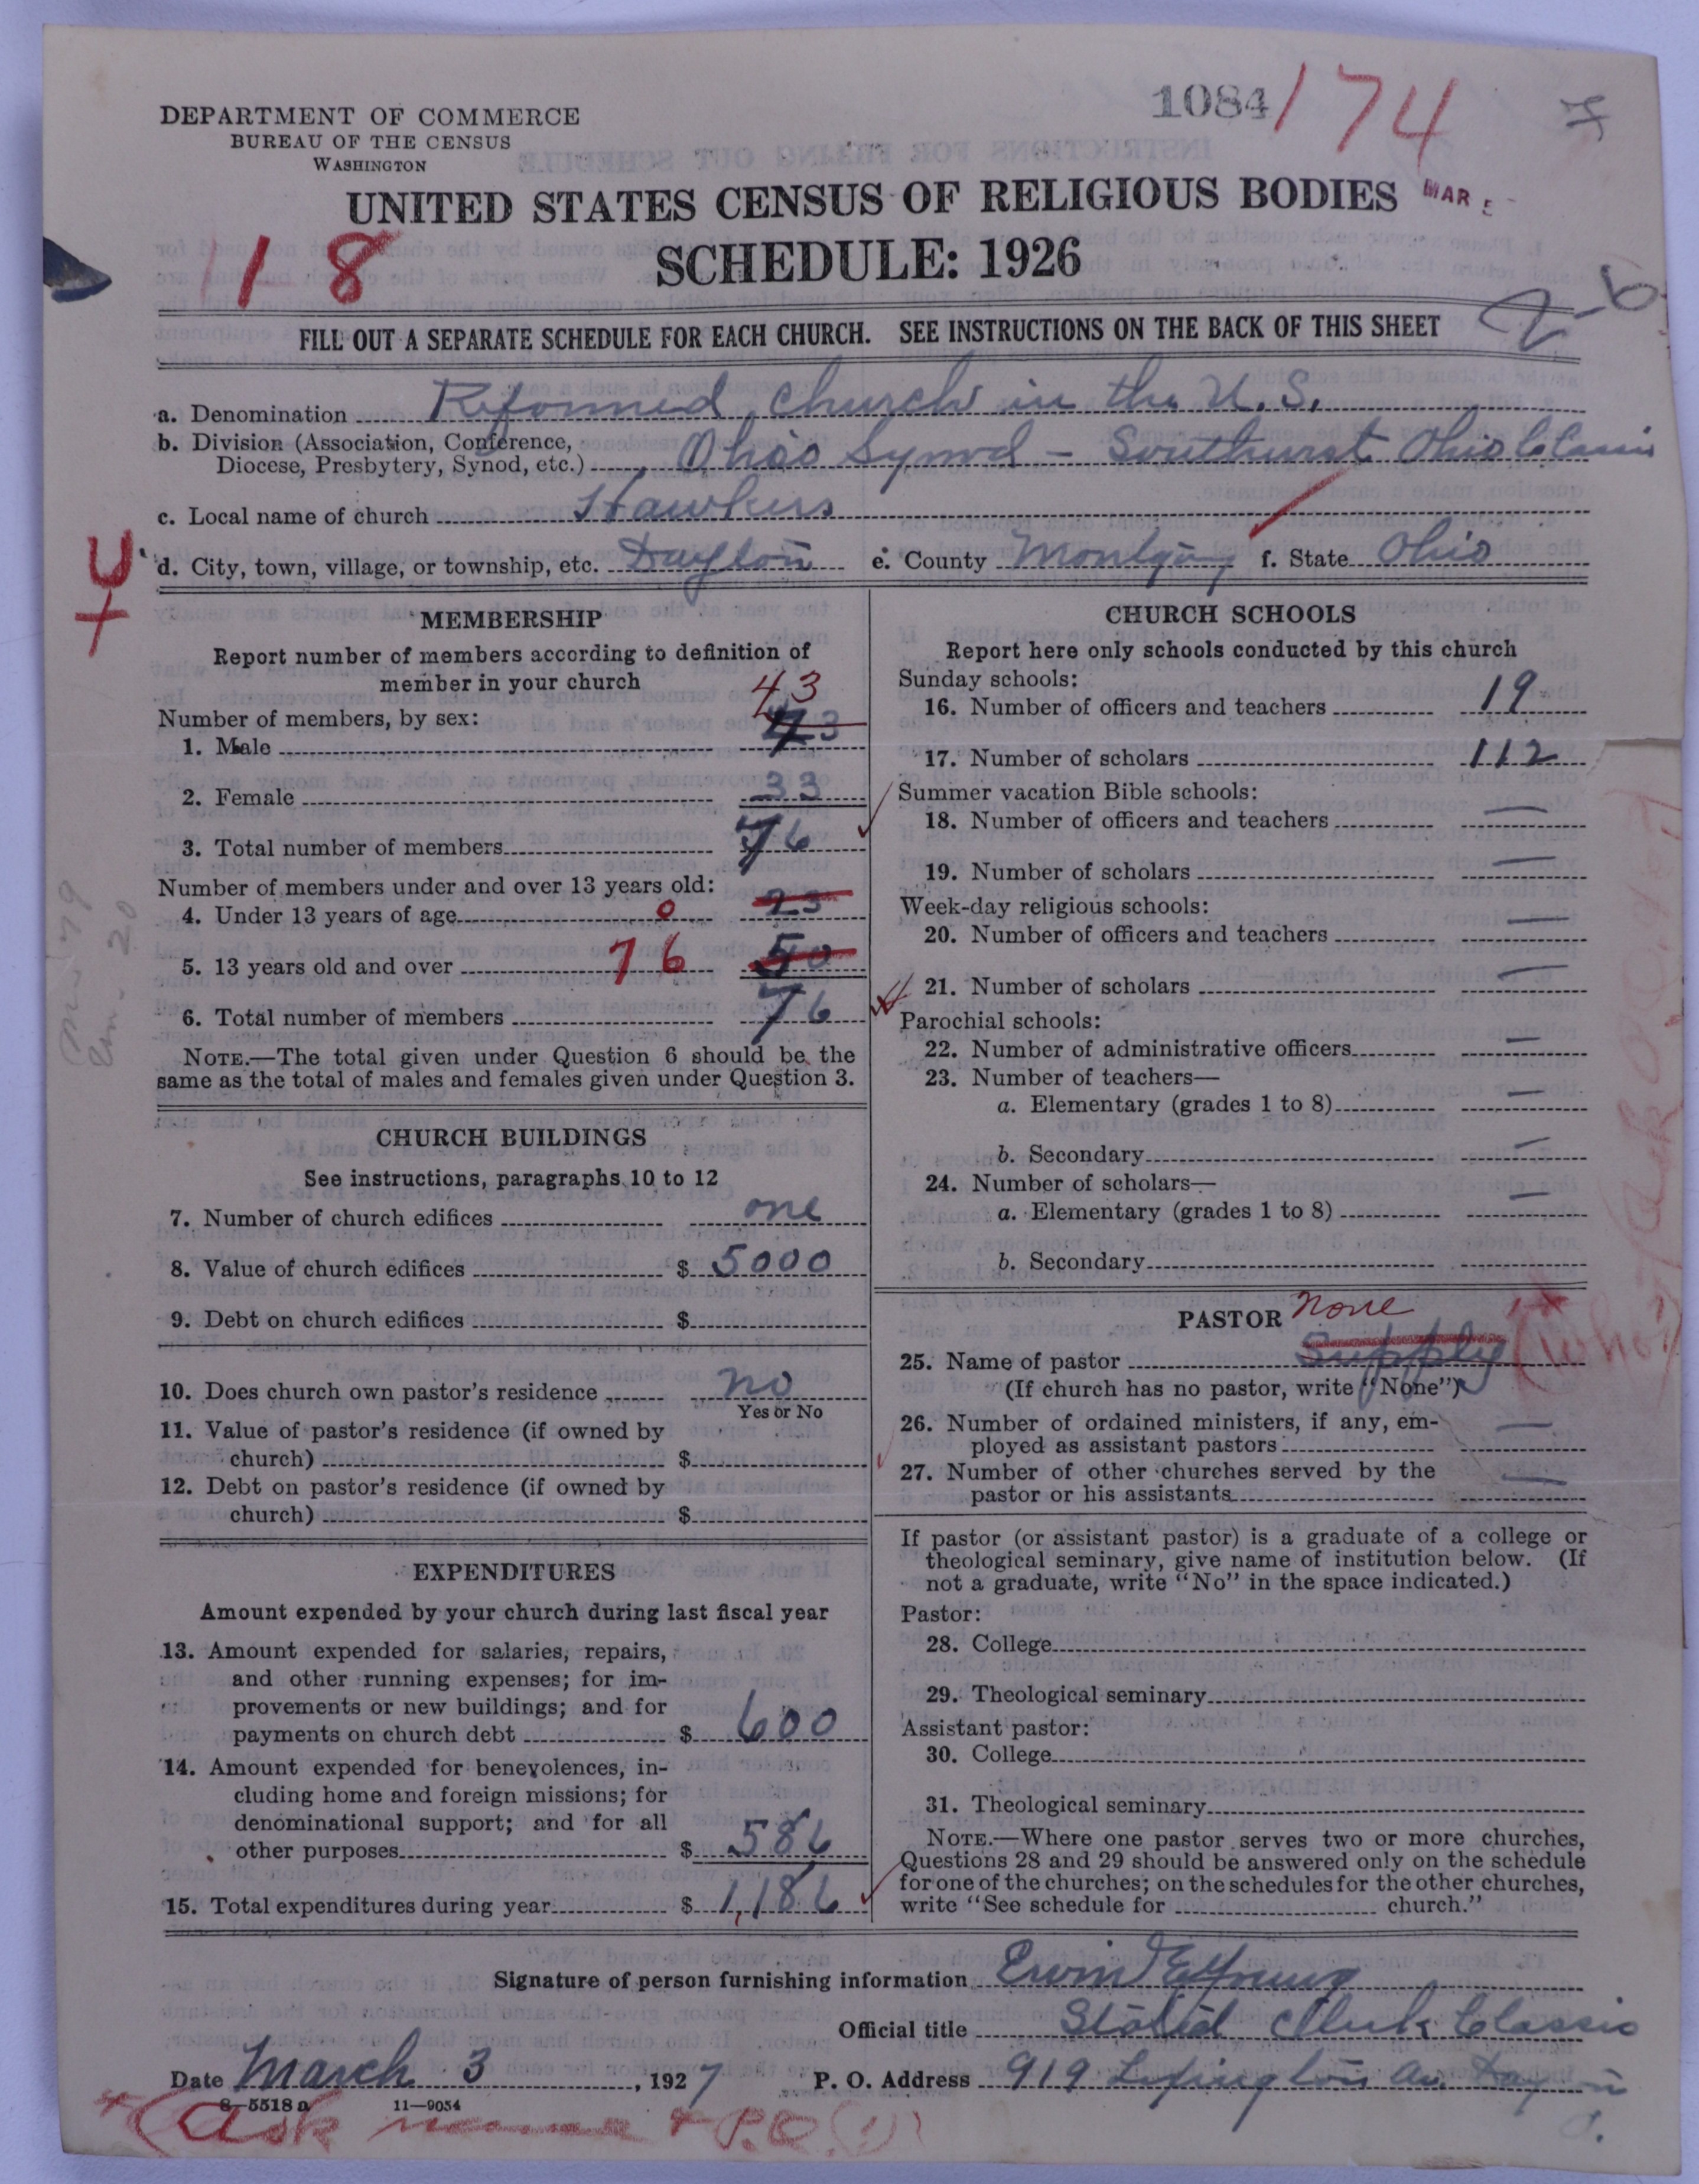 1084 174
DEPARTMENT OF COMMERCE
BUREAU OF THE CENSUS
WASHINGTON
UNITED STATES CENSUS OF RELIGIOUS BODIES
MAR 5
SCHEDULE: 1926
18
2-6
FILL OUT A SEPARATE SCHEDULE FOR EACH CHURCH. SEE INSTRUCTIONS ON THE BACK OF THIS SHEET
a. Denomination Reformed Church in the U.S.
b. Division (Association, Conference,
Diocese, Presbytery, Synod, etc.) Ohio Synod - Southwest Ohio Classis
c. Local name of church Hawkers
U
d. City, town, village, or township, etc. Dayton e. County Montgomery f. State Ohio
MEMBERSHIP
Report number of members according to definition of
member in your church
Number of members, by sex:
43
1. Male 43
2. Female 33
3. Total number of members 76
Number of members under and over 13 years old:
4. Under 13 years of age 0 23
5. 13 years old and over 76 50
6. Total number of members 76
NOTE.—The total given under Question 6 should be the
same as the total of males and females given under Question 3.
CHURCH BUILDINGS
See instructions, paragraphs 10 to 12
7. Number of church edifices one
8. Value of church edifices $ 5000
9. Debt on church edifices $
10. Does church own pastor's residence no
Yes or No
11. Value of pastor's residence (if owned by
church) $
12. Debt on pastor's residence (if owned by
church) $
EXPENDITURES
Amount expended by your church during last fiscal year
13. Amount expended for salaries, repairs,
and other running expenses; for im-
provements or new buildings; and for
payments on church debt $ 600
14. Amount expended for benevolences, in-
cluding home and foreign missions; for
denominational support; and for all
other purposes $ 586
15. Total expenditures during year $ 1,186
CHURCH SCHOOLS
Report here only schools conducted by this church
Sunday schools:
16. Number of officers and teachers 19
17. Number of scholars 112
Summer vacation Bible schools:
18. Number of officers and teachers —
19. Number of scholars —
Week-day religious schools:
20. Number of officers and teachers —
21. Number of scholars —
Parochial schools:
22. Number of administrative officers —
23. Number of teachers—
a. Elementary (grades 1 to 8) —
b. Secondary —
24. Number of scholars—
a. Elementary (grades 1 to 8) —
b. Secondary
PASTOR
None
25. Name of pastor Supply (Who?)
(If church has no pastor, write "None")
26. Number of ordained ministers, if any, em-
ployed as assistant pastors —
27. Number of other churches served by the
pastor or his assistants —
If pastor (or assistant pastor) is a graduate of a college or
theological seminary, give name of institution below. (If
not a graduate, write "No" in the space indicated.)
Pastor:
28. College
29. Theological seminary
Assistant pastor:
30. College
31. Theological seminary
NOTE.—Where one pastor serves two or more churches,
Questions 28 and 29 should be answered only on the schedule
for one of the churches; on the schedules for the other churches,
write "See schedule for church."
Signature of person furnishing information Erwin E Young
Official title Stated Clerk Classis
Date March 3, 1927 P. O. Address 919 Lexington Av. Dayton
O.
8-5518 a 11-9054
(Ask name + P.O. (1))